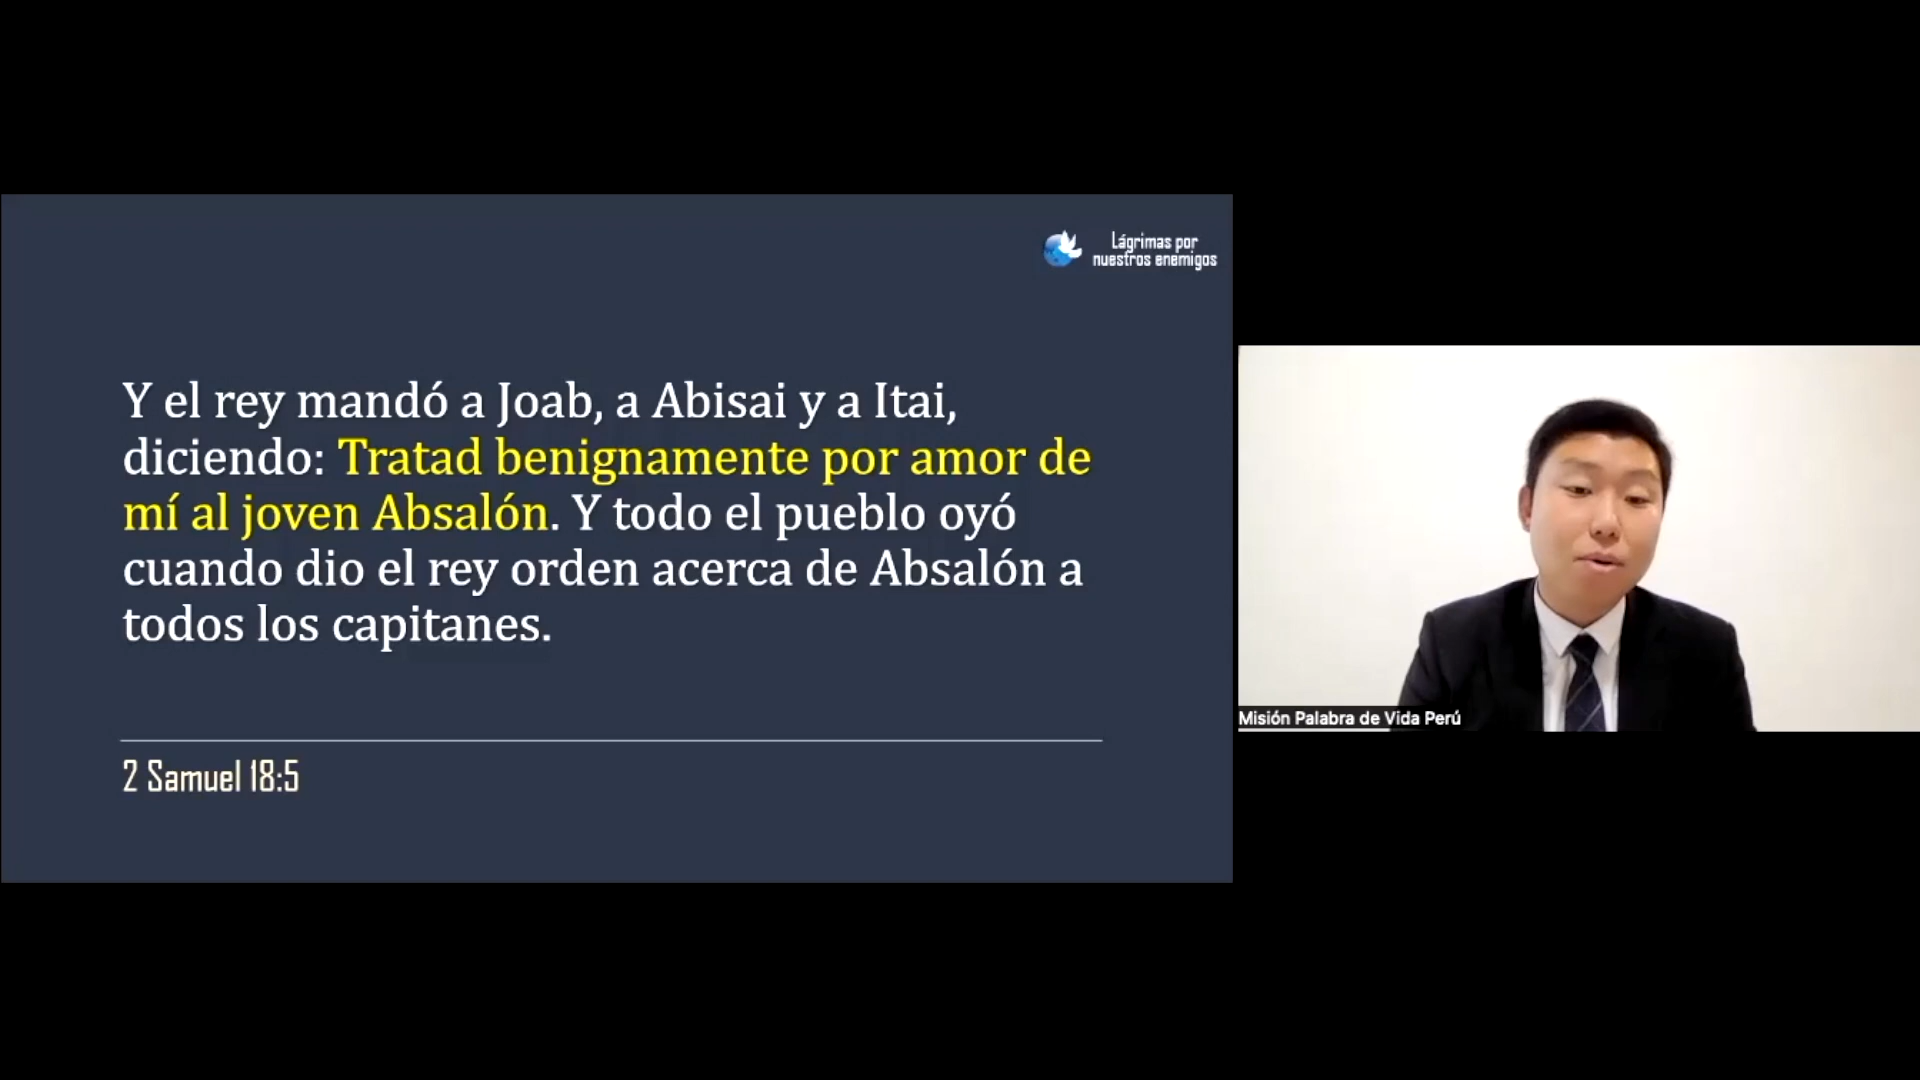 Lágrimas por
nuestros enemigos
Y el rey mandó a Joab, a Abisai y a Itai,
diciendo: Tratad benignamente por amor de
mí al joven Absalón. Y todo el pueblo oyó
cuando dio el rey orden acerca de Absalón a
todos los capitanes.
2 Samuel 18:5
Misión Palabra de Vida Perú